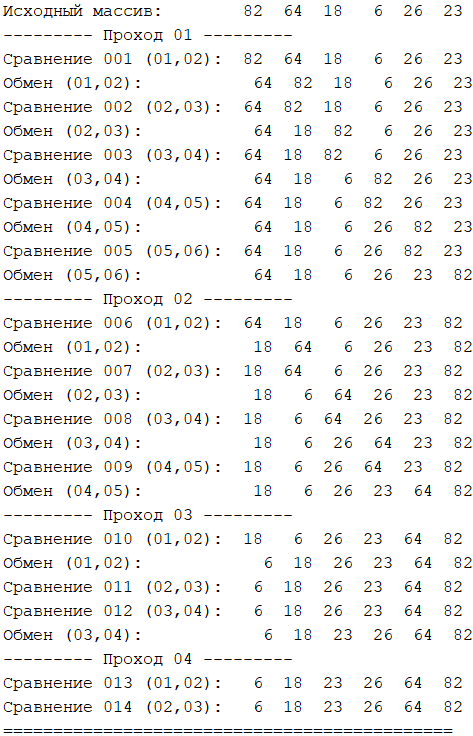 Исходный массив:        82  64  18   6  26  23
--------- Проход 01 ---------
Сравнение 001 (01,02):  82  64  18   6  26  23
Обмен (01,02):           64  82  18   6  26  23
Сравнение 002 (02,03):  64  82  18   6  26  23
Обмен (02,03):           64  18  82   6  26  23
Сравнение 003 (03,04):  64  18  82   6  26  23
Обмен (03,04):           64  18   6  82  26  23
Сравнение 004 (04,05):  64  18   6  82  26  23
Обмен (04,05):           64  18   6  26  82  23
Сравнение 005 (05,06):  64  18   6  26  82  23
Обмен (05,06):           64  18   6  26  23  82
--------- Проход 02 ---------
Сравнение 006 (01,02):  64  18   6  26  23  82
Обмен (01,02):           18  64   6  26  23  82
Сравнение 007 (02,03):  18  64   6  26  23  82
Обмен (02,03):           18   6  64  26  23  82
Сравнение 008 (03,04):  18   6  64  26  23  82
Обмен (03,04):           18   6  26  64  23  82
Сравнение 009 (04,05):  18   6  26  64  23  82
Обмен (04,05):           18   6  26  23  64  82
--------- Проход 03 ---------
Сравнение 010 (01,02):  18   6  26  23  64  82
Обмен (01,02):            6  18  26  23  64  82
Сравнение 011 (02,03):   6  18  26  23  64  82
Сравнение 012 (03,04):   6  18  26  23  64  82
Обмен (03,04):            6  18  23  26  64  82
--------- Проход 04 ---------
Сравнение 013 (01,02):   6  18  23  26  64  82
Сравнение 014 (02,03):   6  18  23  26  64  82
=============================================